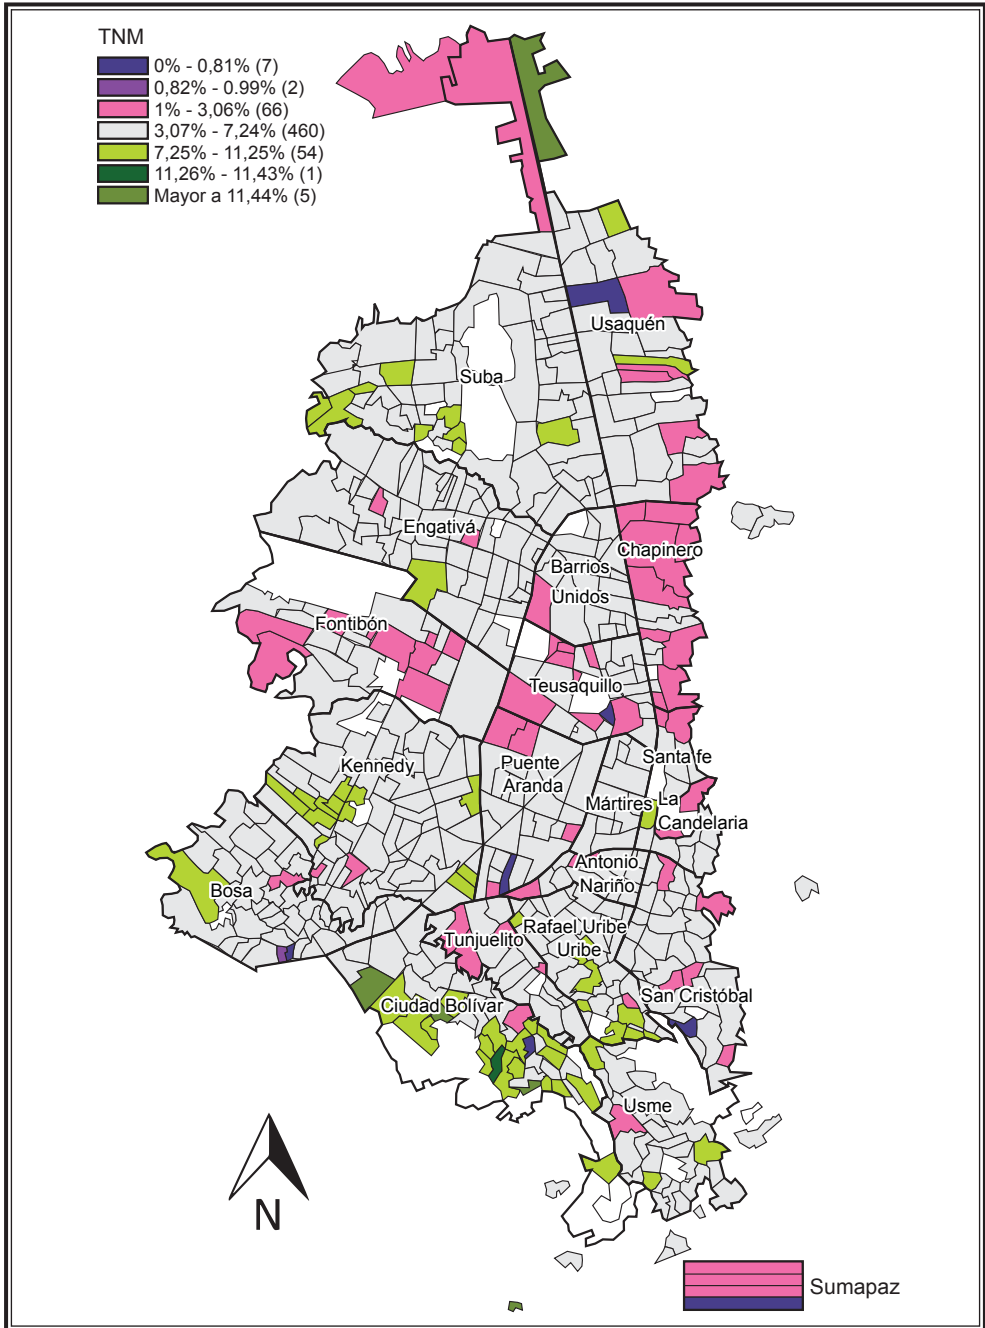 TNM
0% - 0,81% (7)
0,82% - 0.99% (2)
1% - 3,06% (66)
3,07% - 7,24% (460)
7,25% - 11,25% (54)
11,26% - 11,43% (1)
Mayor a 11,44% (5)
Usaquén
Suba
Engativá
Chapinero
Barrios
Unidos
Fontibón
Teusaquillo
Santa fe
Kennedy
Puente
Aranda
Mártires
La
Candelaria
Antonio
Nariño
Bosa
Rafael Uribe
Uribe
Tunjuelito
San Cristóbal
Ciudad Bolívar
Usme
N
Sumapaz